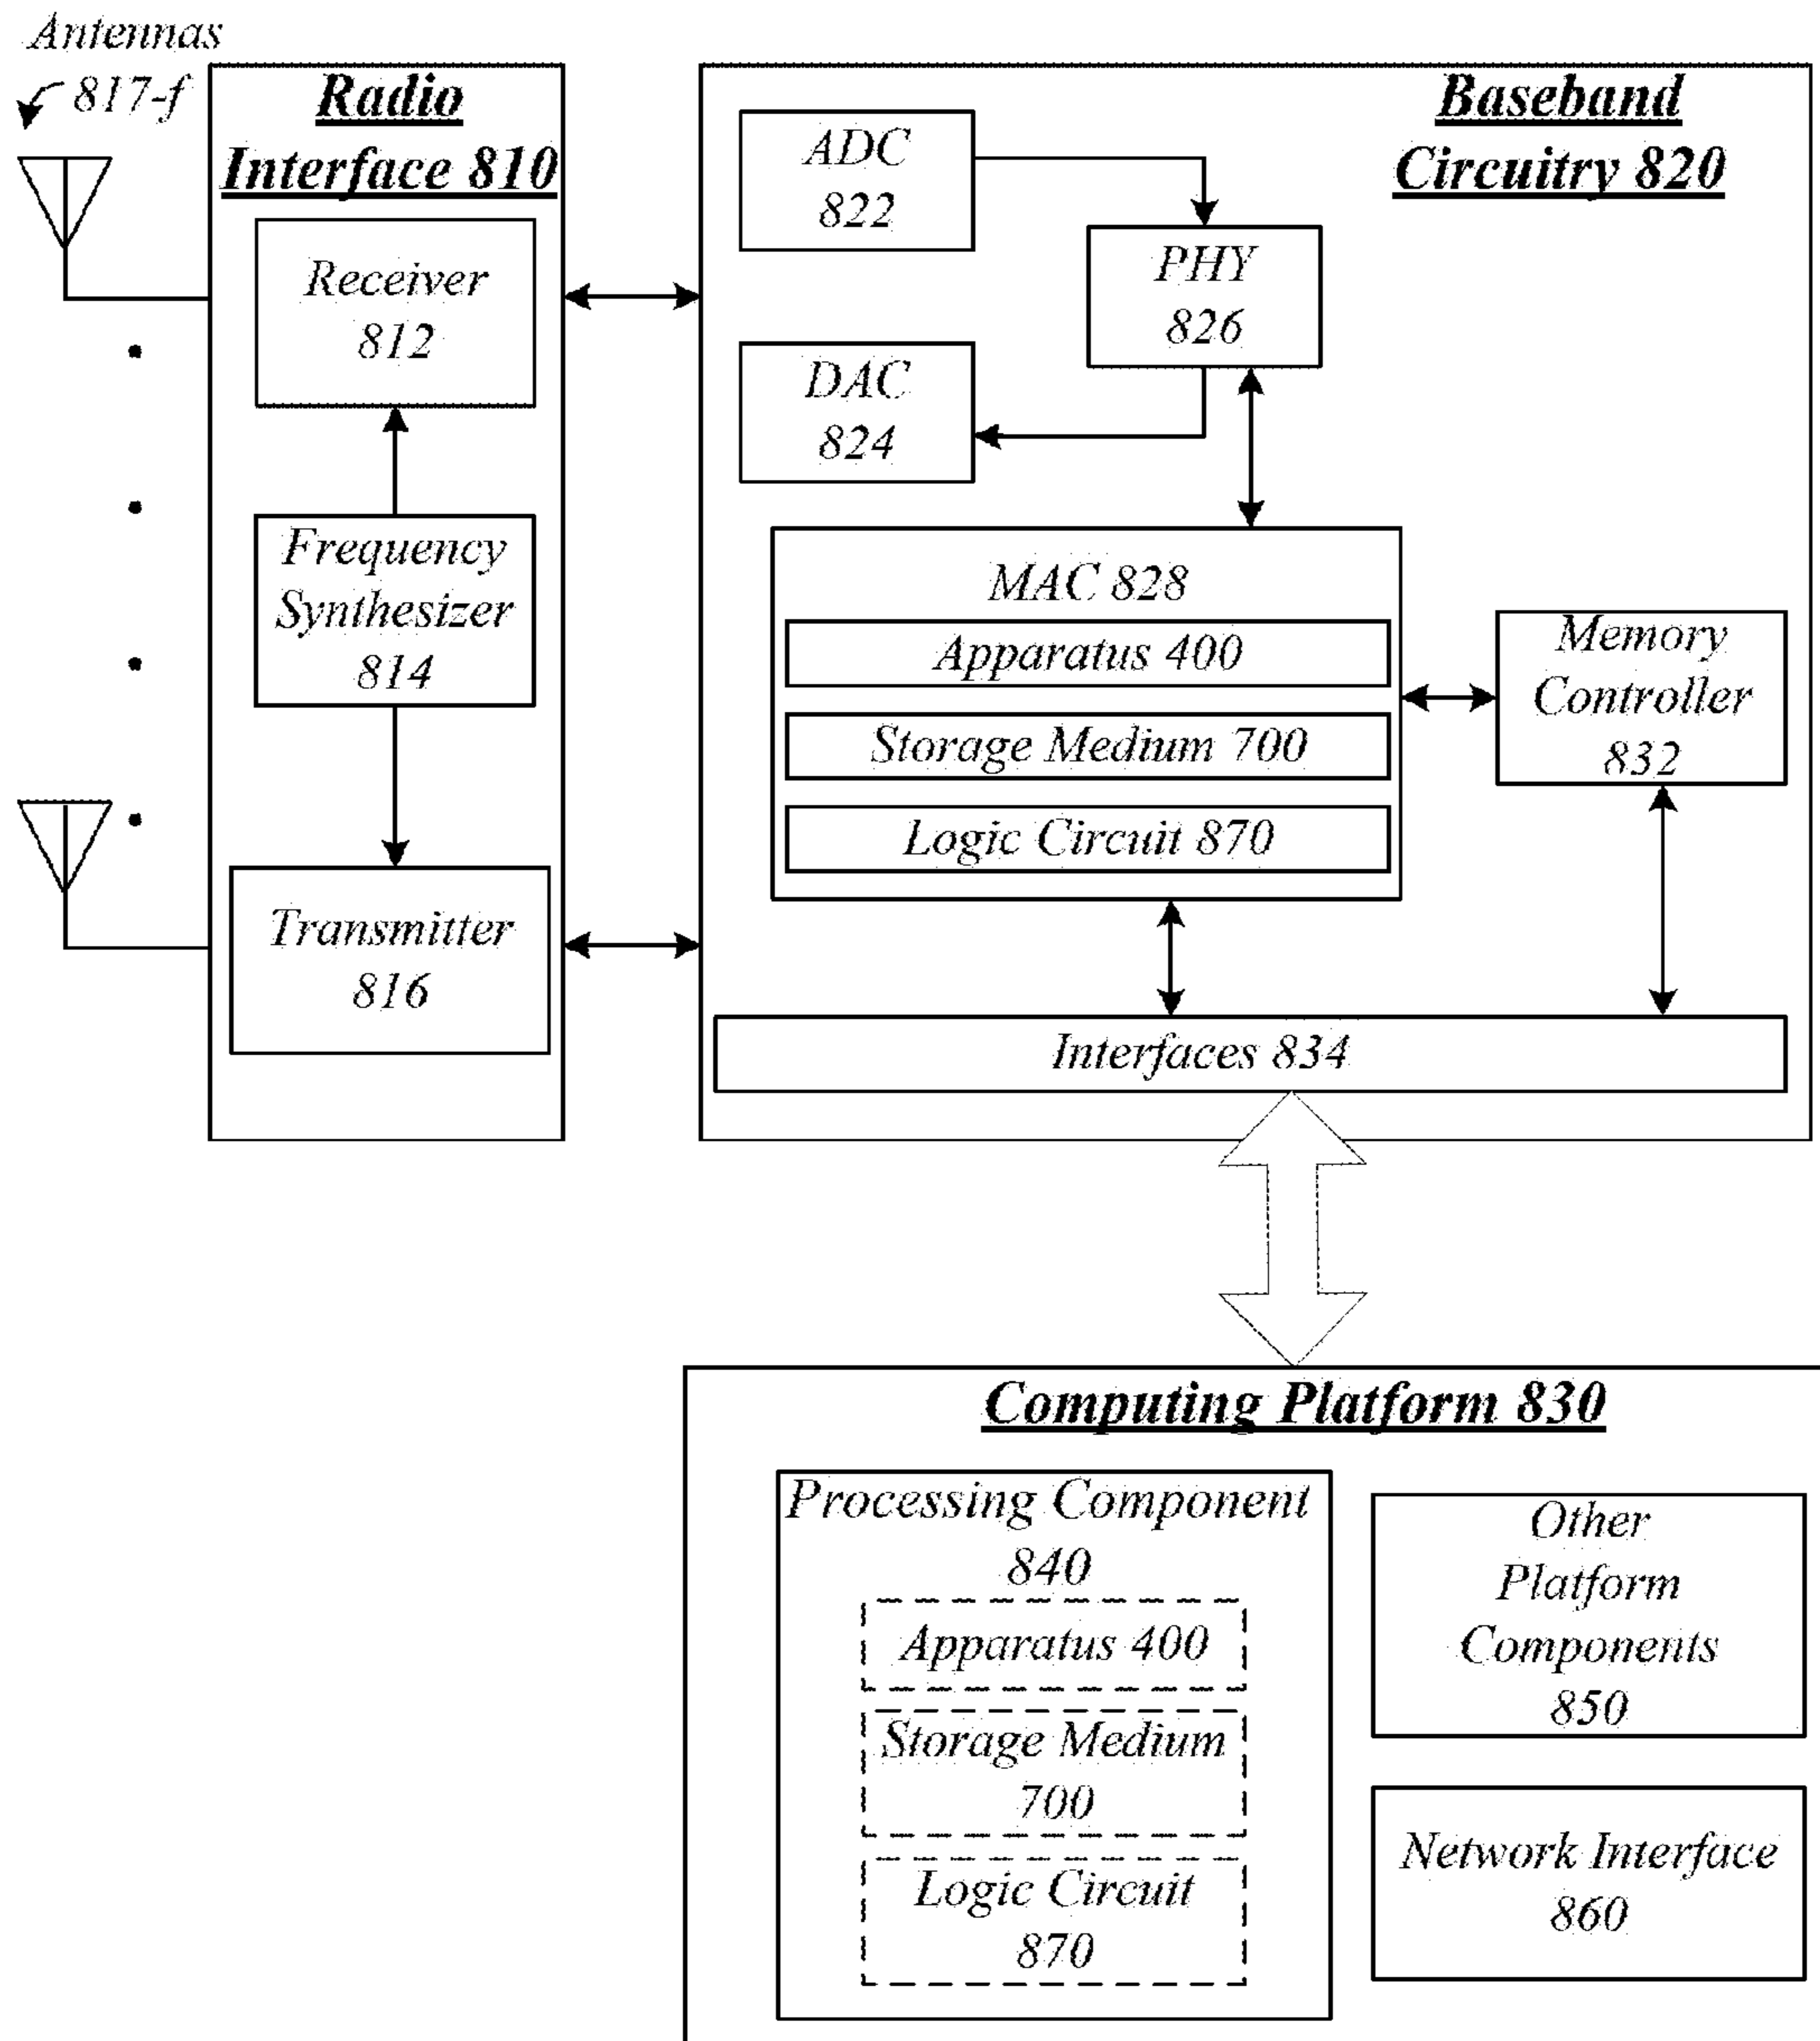 Antennas
817-f
Radio
Interface 810
Receiver
812
Frequency
Synthesizer
814
Transmitter
816
Baseband
Circuitry 820
ADC
822
PHY
826
DAC
824
MAC 828
Apparatus 400
Storage Medium 700
Logic Circuit 870
Memory
Controller
832
Interfaces 834
Computing Platform 830
Processing Component
840
Apparatus 400
Storage Medium
700
Logic Circuit
870
Other
Platform
Components
850
Network Interface
860